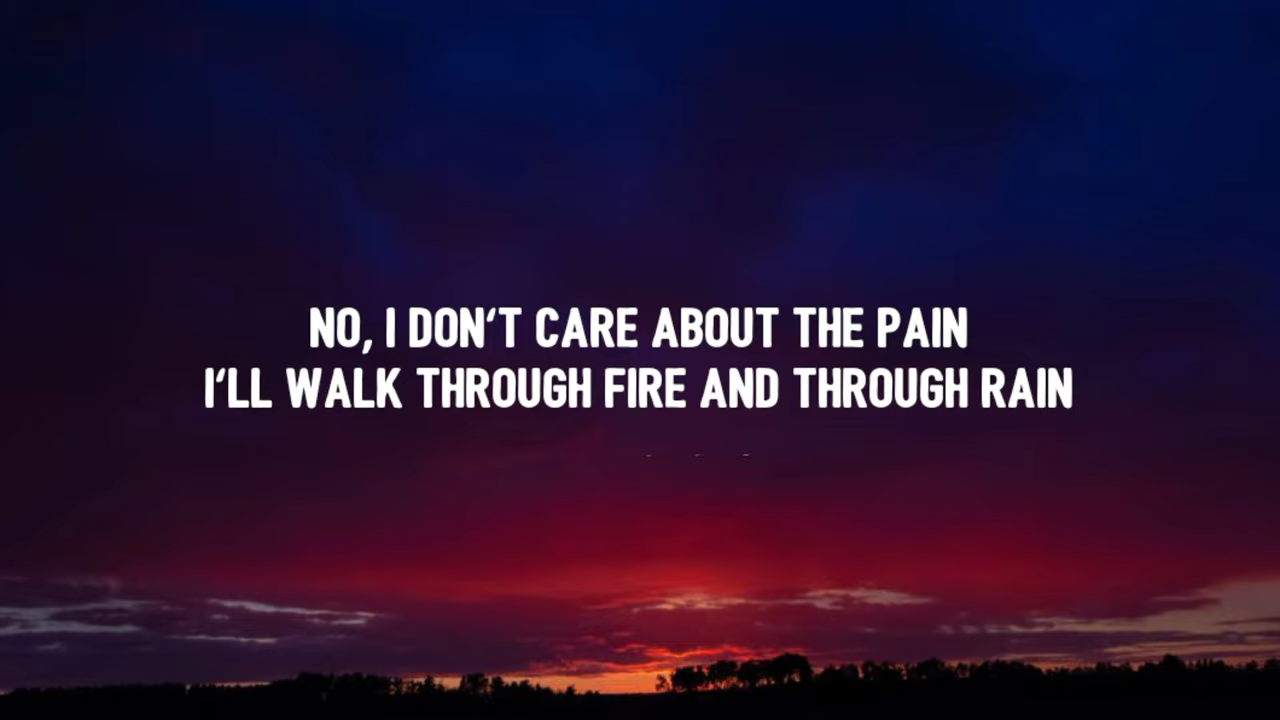 NO, I DON'T CARE ABOUT THE PAIN
I'LL WALK THROUGH FIRE AND THROUGH RAIN